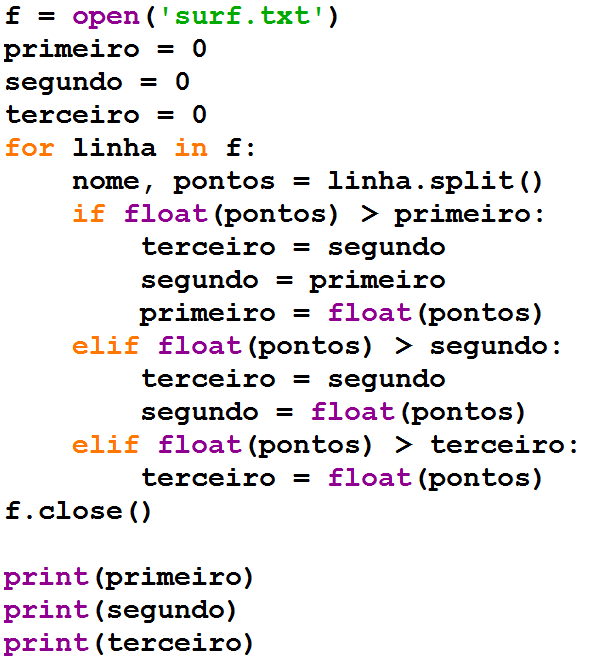 f = open('surf.txt')
primeiro = 0
segundo = 0
terceiro = 0
for linha in f:
    nome, pontos = linha.split()
    if float(pontos) > primeiro:
        terceiro = segundo
        segundo = primeiro
        primeiro = float(pontos)
    elif float(pontos) > segundo:
        terceiro = segundo
        segundo = float(pontos)
    elif float(pontos) > terceiro:
        terceiro = float(pontos)
f.close()

print(primeiro)
print(segundo)
print(terceiro)